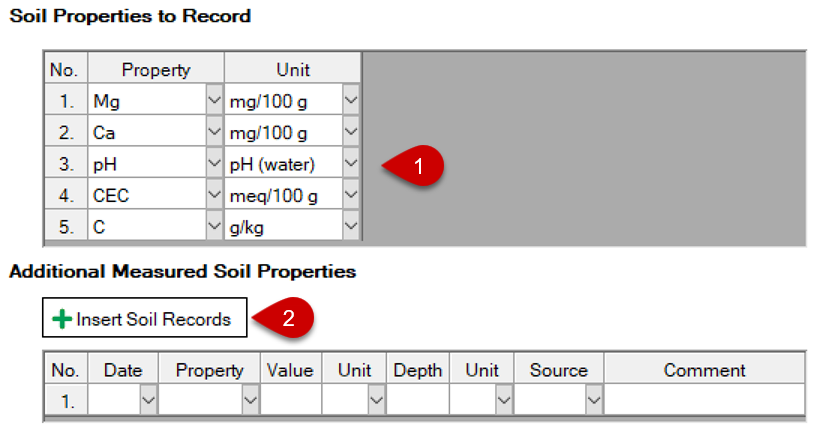 Soil Properties to Record
No. Property Unit
1. Mg mg/100 g
2. Ca mg/100 g
3. pH pH (water)
4. CEC meq/100 g
5. C g/kg
1
Additional Measured Soil Properties
Insert Soil Records
2
No. Date Property Value Unit Depth Unit Source Comment
1.